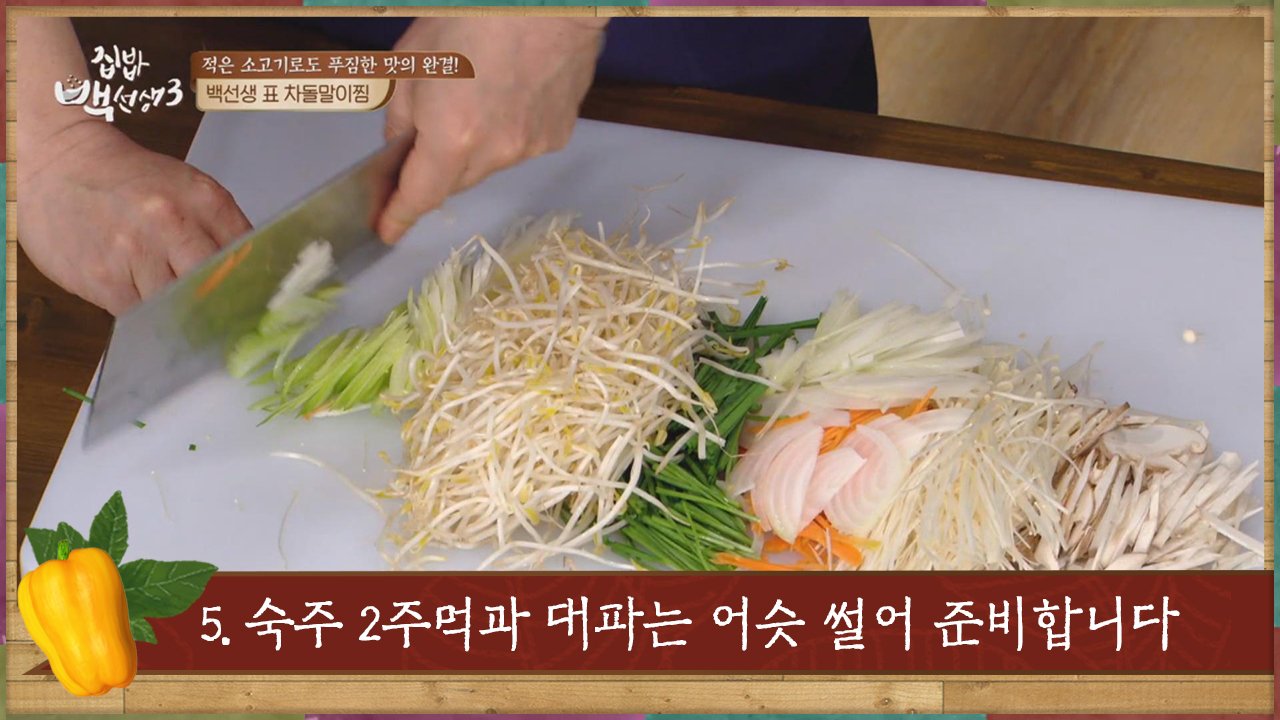 집밥
백선생3
적은 소고기로도 푸짐한 맛의 완결!
백선생 표 차돌말이찜
5. 숙주 2주먹과 대파는 어슷 썰어 준비합니다